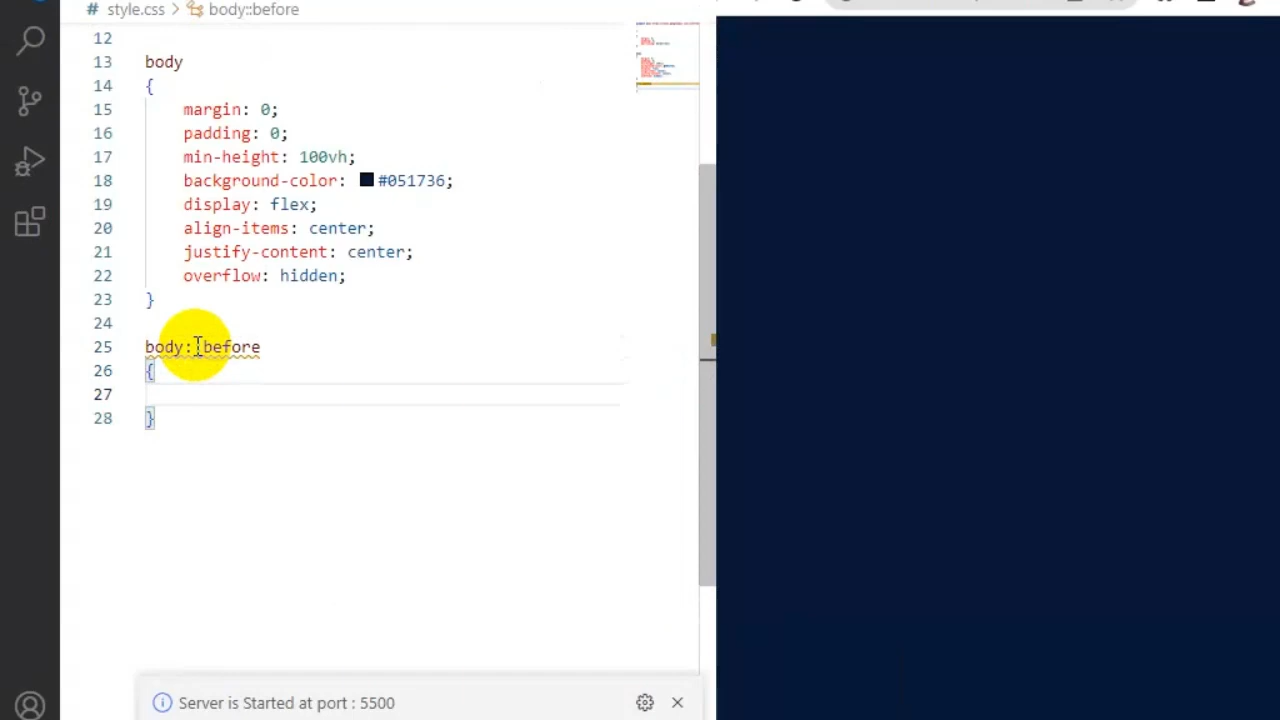 # style.css > body::before
12
13 body
14 {
15 margin: 0;
16 padding: 0;
17 min-height: 100vh;
18 background-color: #051736;
19 display: flex;
20 align-items: center;
21 justify-content: center;
22 overflow: hidden;
23 }
24
25 body::before
26 {
27
28 }
Server is Started at port : 5500